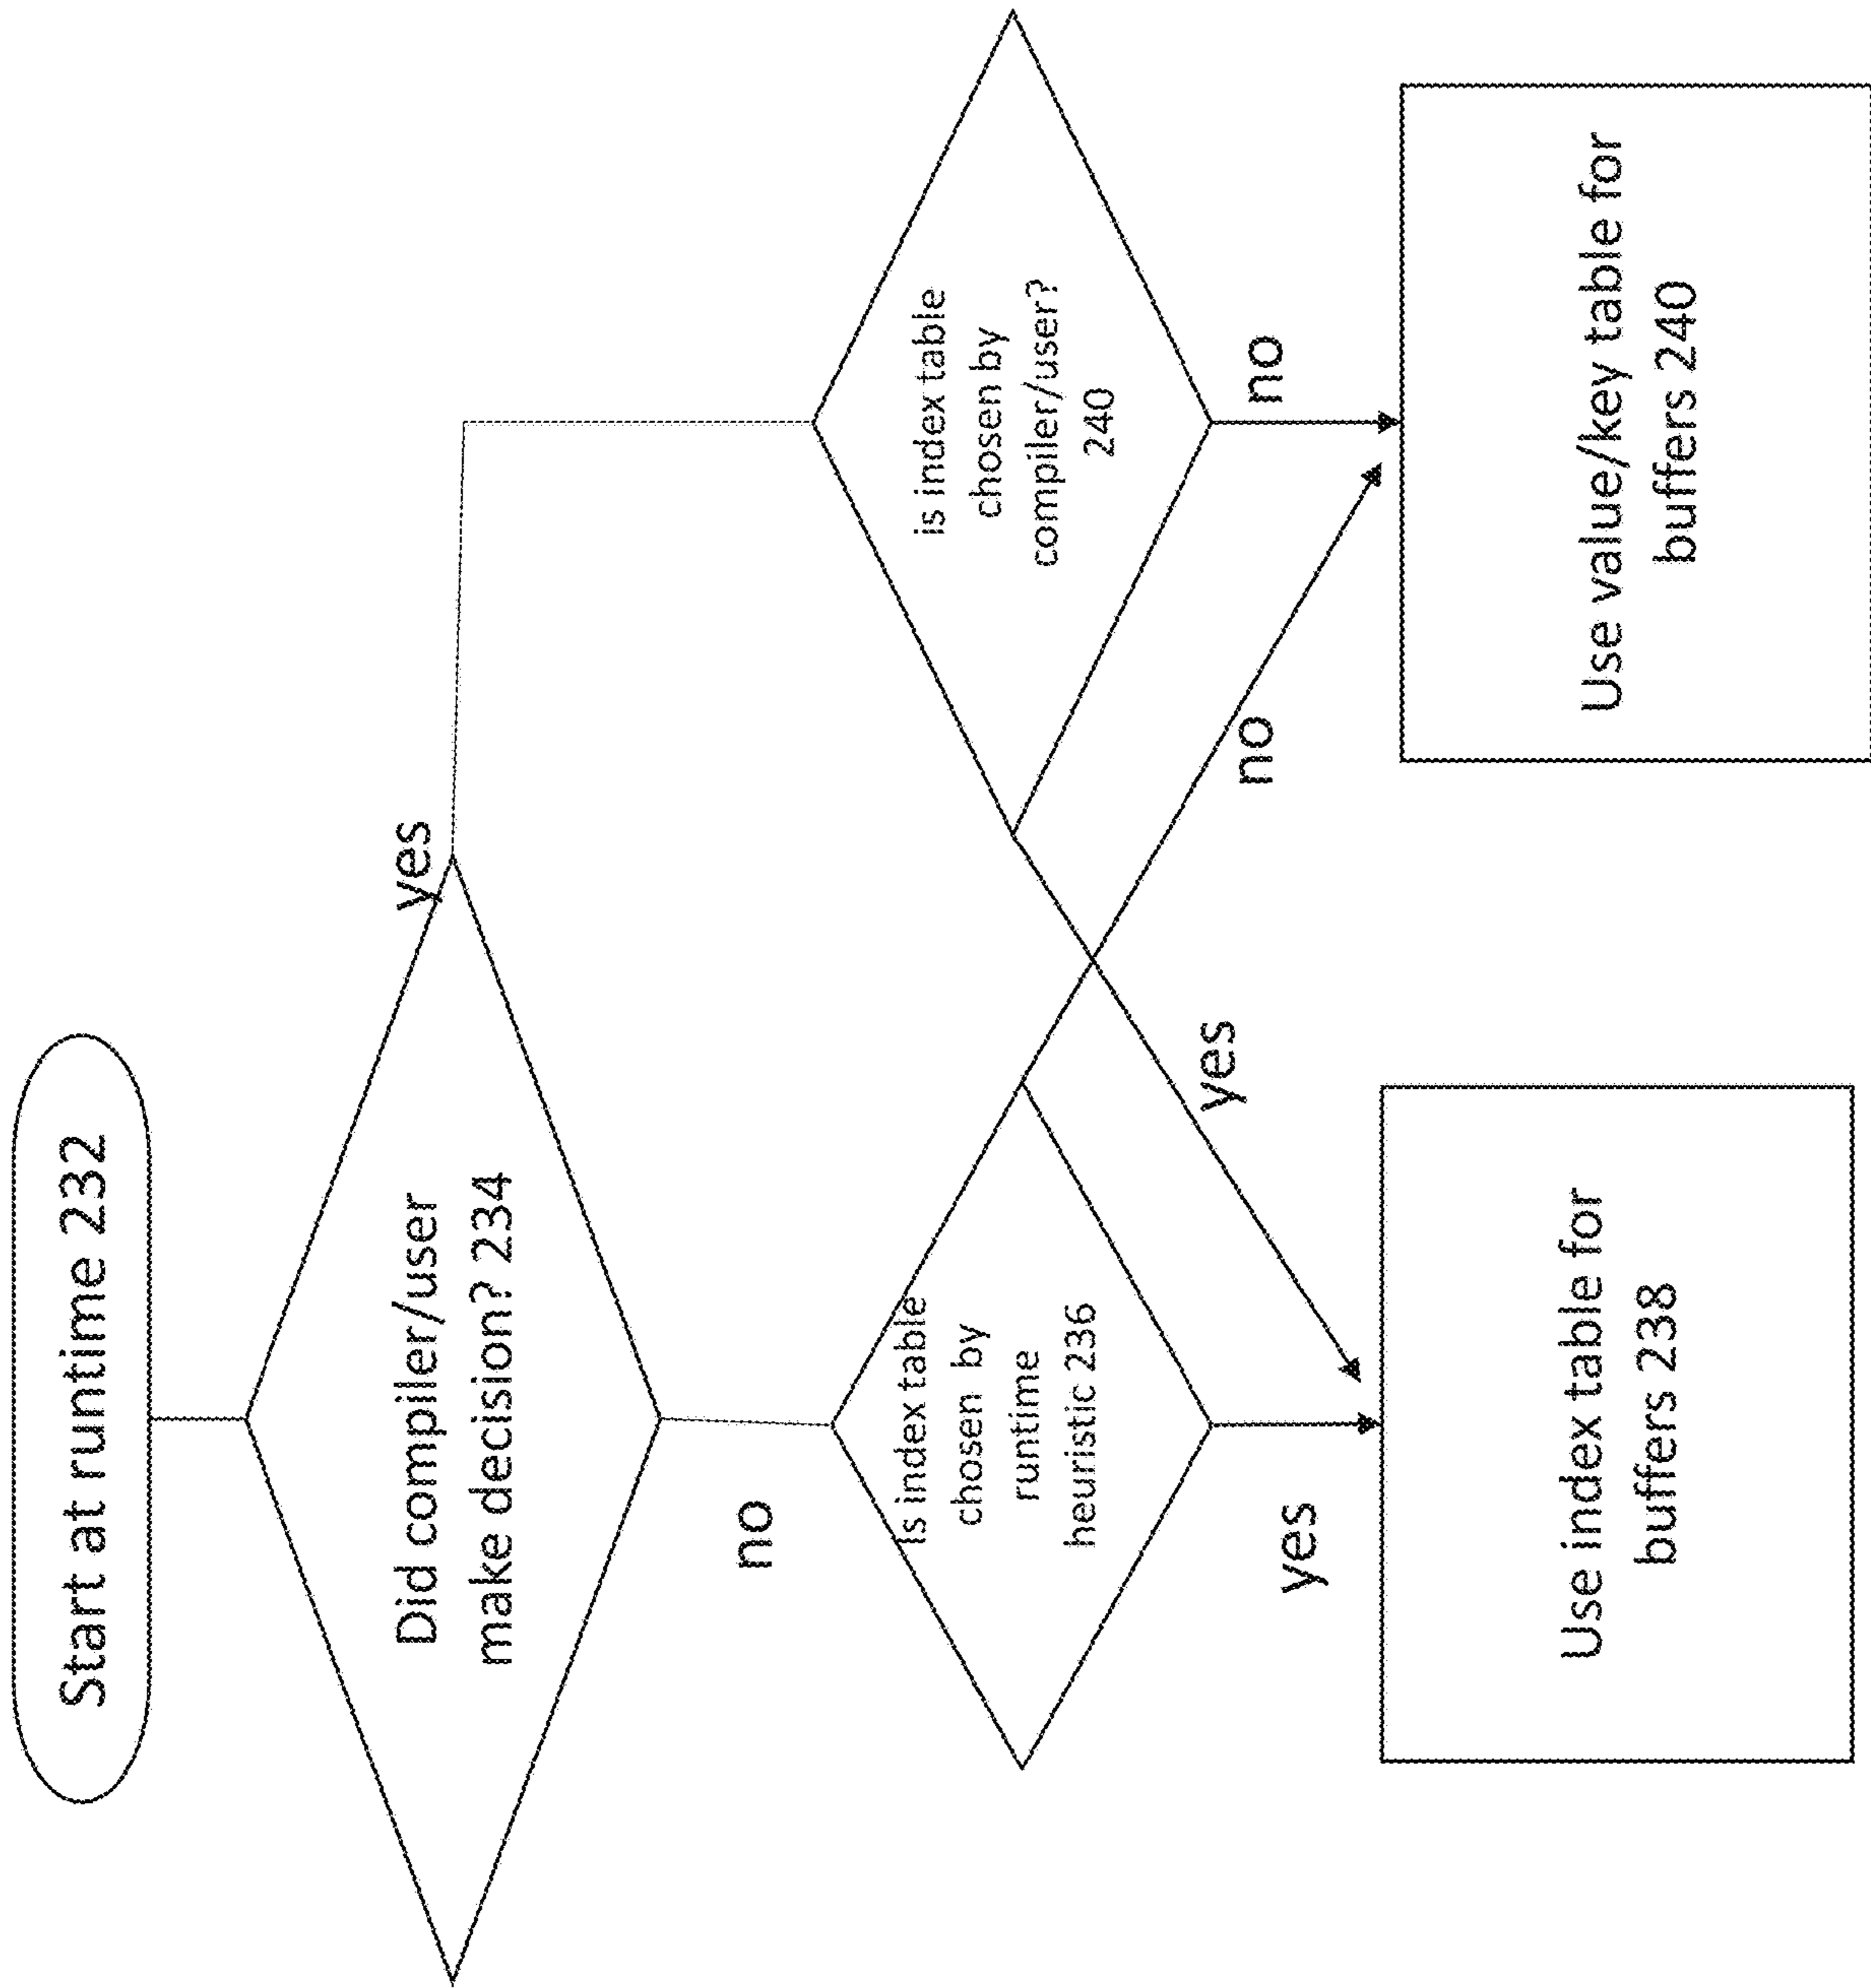 Start at runtime 232
Did compiler/user
make decision? 234
yes
no
Is index table
chosen by
runtime
heuristic 236
is index table
chosen by
compiler/user?
240
yes
yes
no
no
Use index table for
buffers 238
Use value/key table for
buffers 240